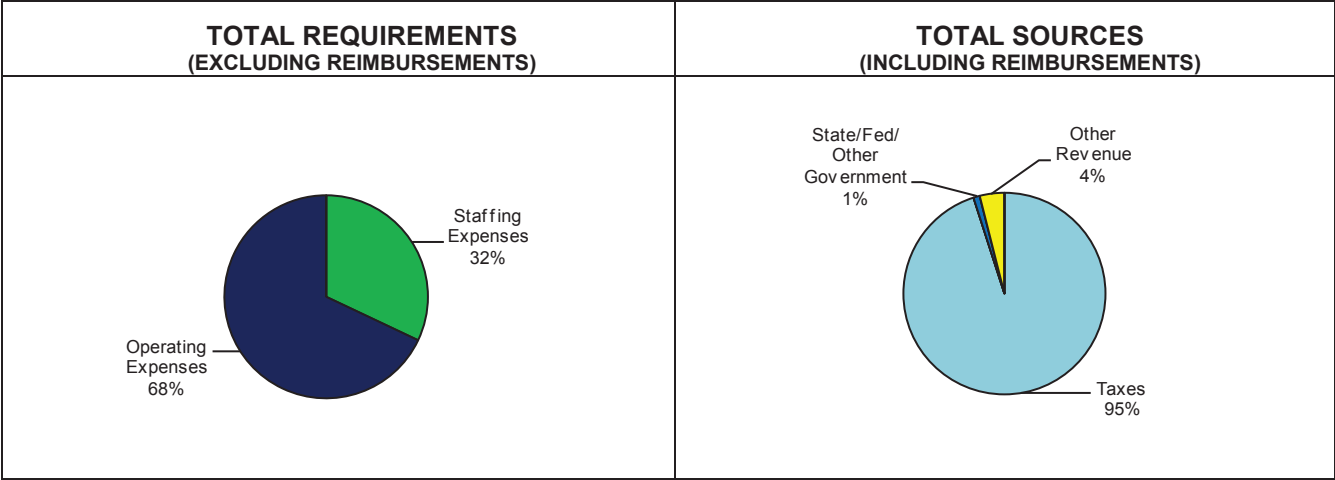 TOTAL REQUIREMENTS
(EXCLUDING REIMBURSEMENTS)
Staffing
Expenses
32%
Operating
Expenses
68%
TOTAL SOURCES
(INCLUDING REIMBURSEMENTS)
State/Fed/
Other
Government
1%
Other
Revenue
4%
Taxes
95%